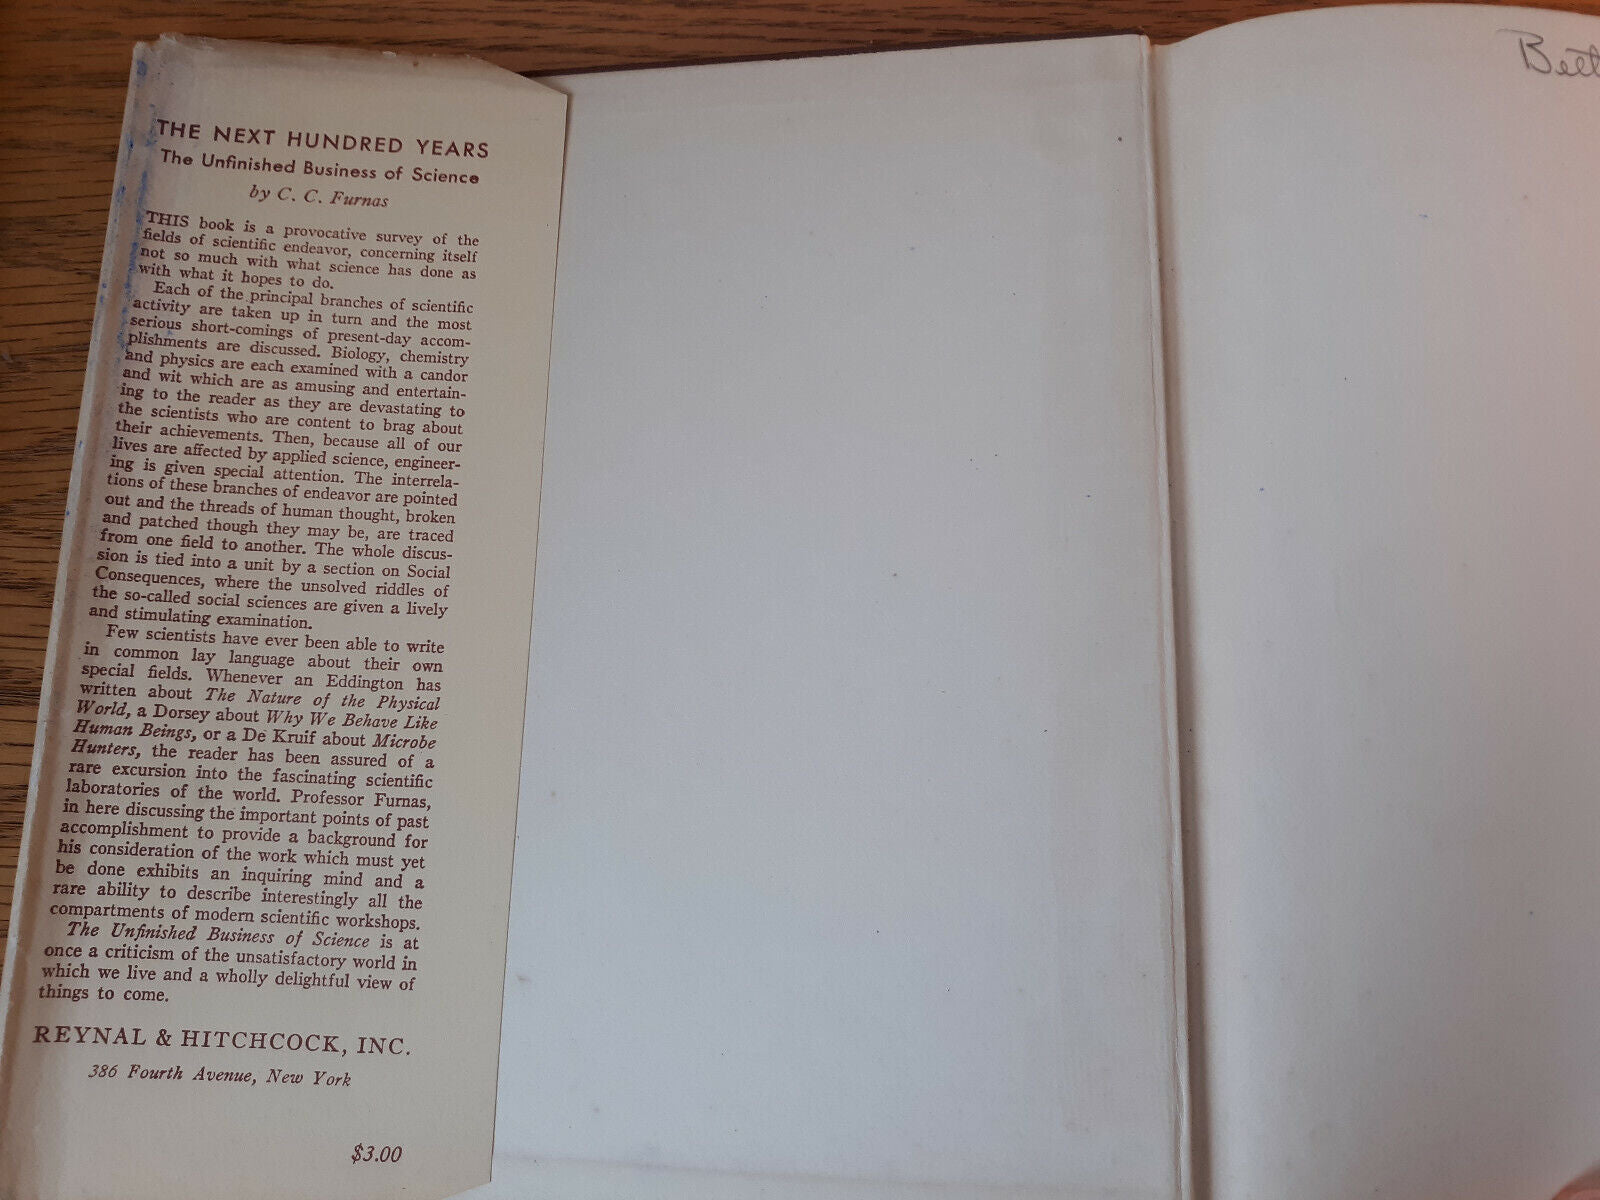 THE NEXT HUNDRED YEARS
The Unfinished Business of Science
by C. C. Furnas
THIS book is a provocative survey of the
fields of scientific endeavor, concerning itself
not so much with what science has done as
with what it hopes to do.
Each of the principal branches of scientific
activity are taken up in turn and the most
serious short-comings of present-day accom-
plishments are discussed. Biology, chemistry
and physics are each examined with a candor
and wit which are as amusing and entertain-
ing to the reader as they are devastating to
the scientists who are content to brag about
their achievements. Then, because all of our
lives are affected by applied science, engineer-
ing is given special attention. The interrela-
tions of these branches of endeavor are pointed
out and the threads of human thought, broken
and patched though they may be, are traced
from one field to another. The whole discus-
sion is tied into a unit by a section on Social
Consequences, where the unsolved riddles of
the so-called social sciences are given a lively
and stimulating examination.
Few scientists have ever been able to write
in common lay language about their own
special fields. Whenever an Eddington has
written about The Nature of the Physical
World, a Dorsey about Why We Behave Like
Human Beings, or a De Kruif about Microbe
Hunters, the reader has been assured of a
rare excursion into the fascinating scientific
laboratories of the world. Professor Furnas,
in here discussing the important points of past
accomplishment to provide a background for
his consideration of the work which must yet
be done exhibits an inquiring mind and a
rare ability to describe interestingly all the
compartments of modern scientific workshops.
The Unfinished Business of Science is at
once a criticism of the unsatisfactory world in
which we live and a wholly delightful view of
things to come.
REYNAL & HITCHCOCK, INC.
386 Fourth Avenue, New York
$3.00